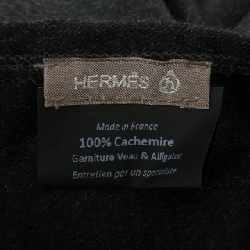 HERMÈS
Made in France
100% Cachemire
Garniture Veau & Alligator
Entretien par un spécialiste